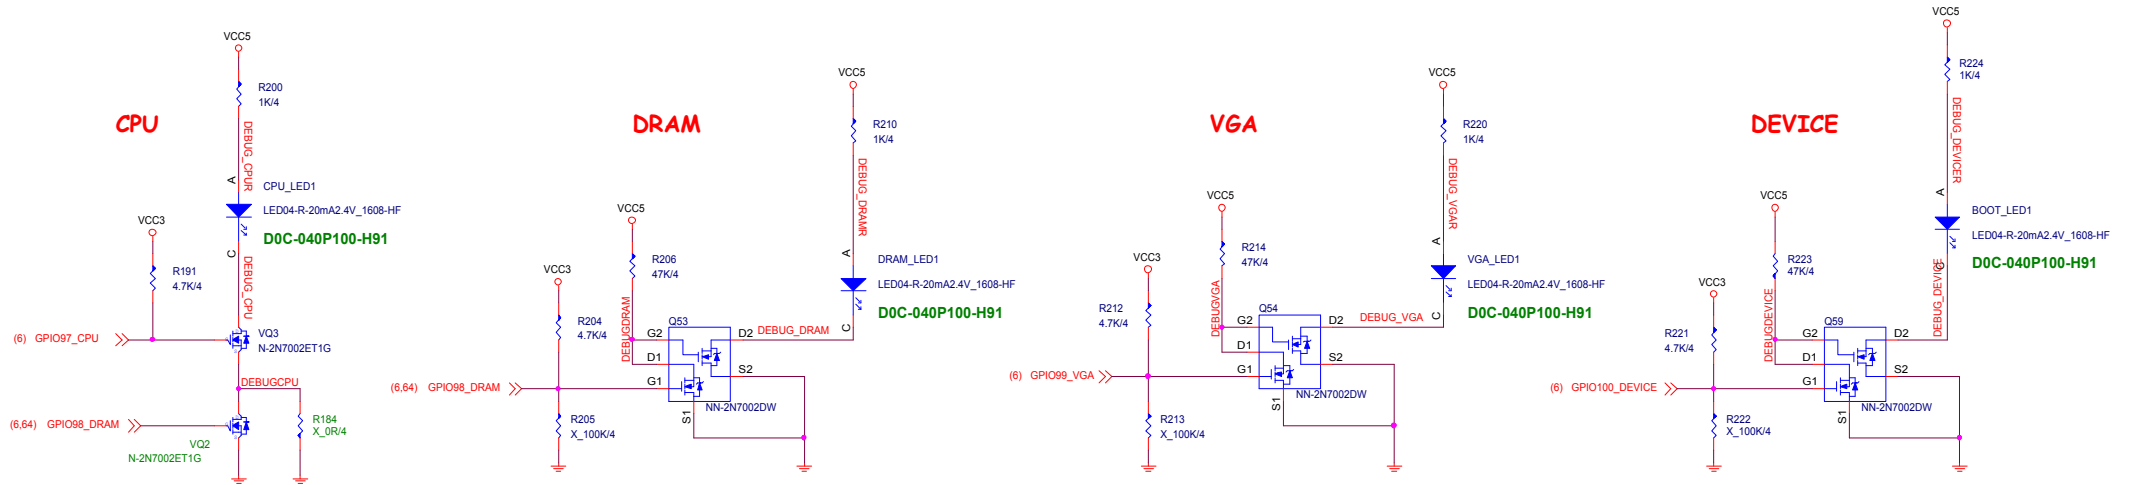 CPU
VCC5
R200
1K/4
DEBUG_CPUR
A
CPU_LED1
LED04-R-20mA2.4V_1608-HF
D0C-040P100-H91
C
DEBUG_CPU
VCC3
R191
4.7K/4
(6) GPIO97_CPU
VQ3
N-2N7002ET1G
DEBUGCPU
(6,64) GPIO98_DRAM
VQ2
N-2N7002ET1G
R184
X_0R/4
DRAM
VCC5
R210
1K/4
DEBUG_DRAMR
A
DRAM_LED1
LED04-R-20mA2.4V_1608-HF
D0C-040P100-H91
C
VCC5
R206
47K/4
DEBUGDRAM
VCC3
R204
4.7K/4
Q53
G2
D2
DEBUG_DRAM
D1
S2
(6,64) GPIO98_DRAM
G1
S1
NN-2N7002DW
R205
X_100K/4
VGA
VCC5
R220
1K/4
DEBUG_VGAR
A
VGA_LED1
LED04-R-20mA2.4V_1608-HF
D0C-040P100-H91
C
VCC5
R214
47K/4
DEBUGVGA
VCC3
R212
4.7K/4
Q54
G2
D2
DEBUG_VGA
D1
S2
(6) GPIO99_VGA
G1
S1
NN-2N7002DW
R213
X_100K/4
DEVICE
VCC5
R224
1K/4
DEBUG_DEVICER
A
BOOT_LED1
LED04-R-20mA2.4V_1608-HF
D0C-040P100-H91
C
DEBUG_DEVICE
VCC5
R223
47K/4
DEBUGDEVICE
VCC3
R221
4.7K/4
Q59
G2
D2
D1
S2
(6) GPIO100_DEVICE
G1
S1
NN-2N7002DW
R222
X_100K/4